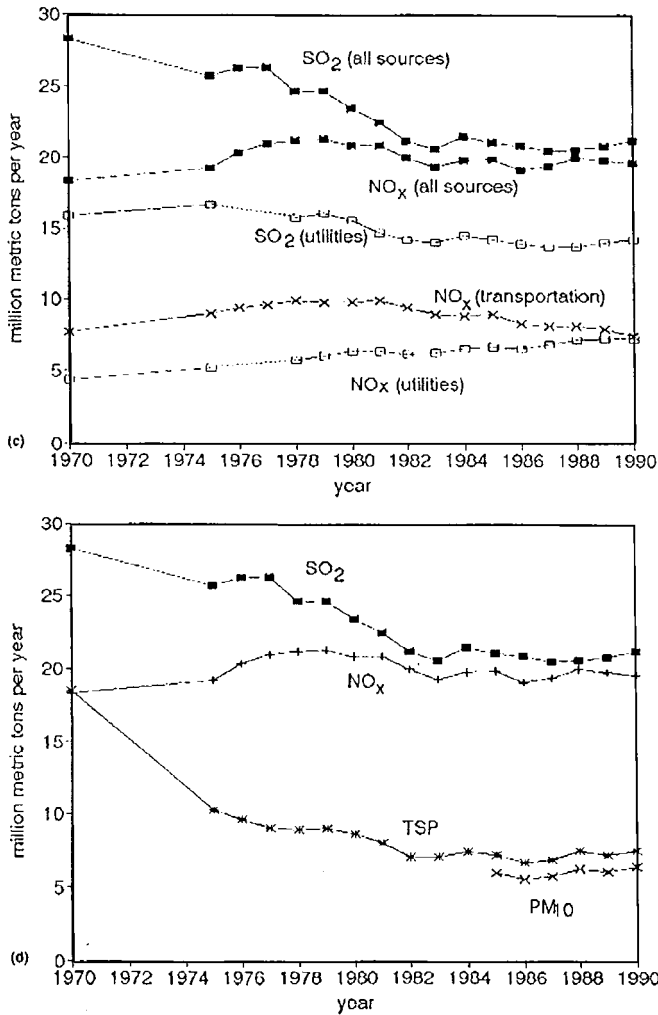 30
SO2 (all sources)
25
20
NOx (all sources)
15
SO2 (utilities)
10
NOx (transportation)
5
NOx (utilities)
0
million metric tons per year
(c)
1970 1972 1974 1976 1978 1980 1982 1984 1986 1988 1990
year
30
SO2
25
20
NOx
15
10
TSP
5
PM10
0
million metric tons per year
(d)
1970 1972 1974 1976 1978 1980 1982 1984 1986 1988 1990
year